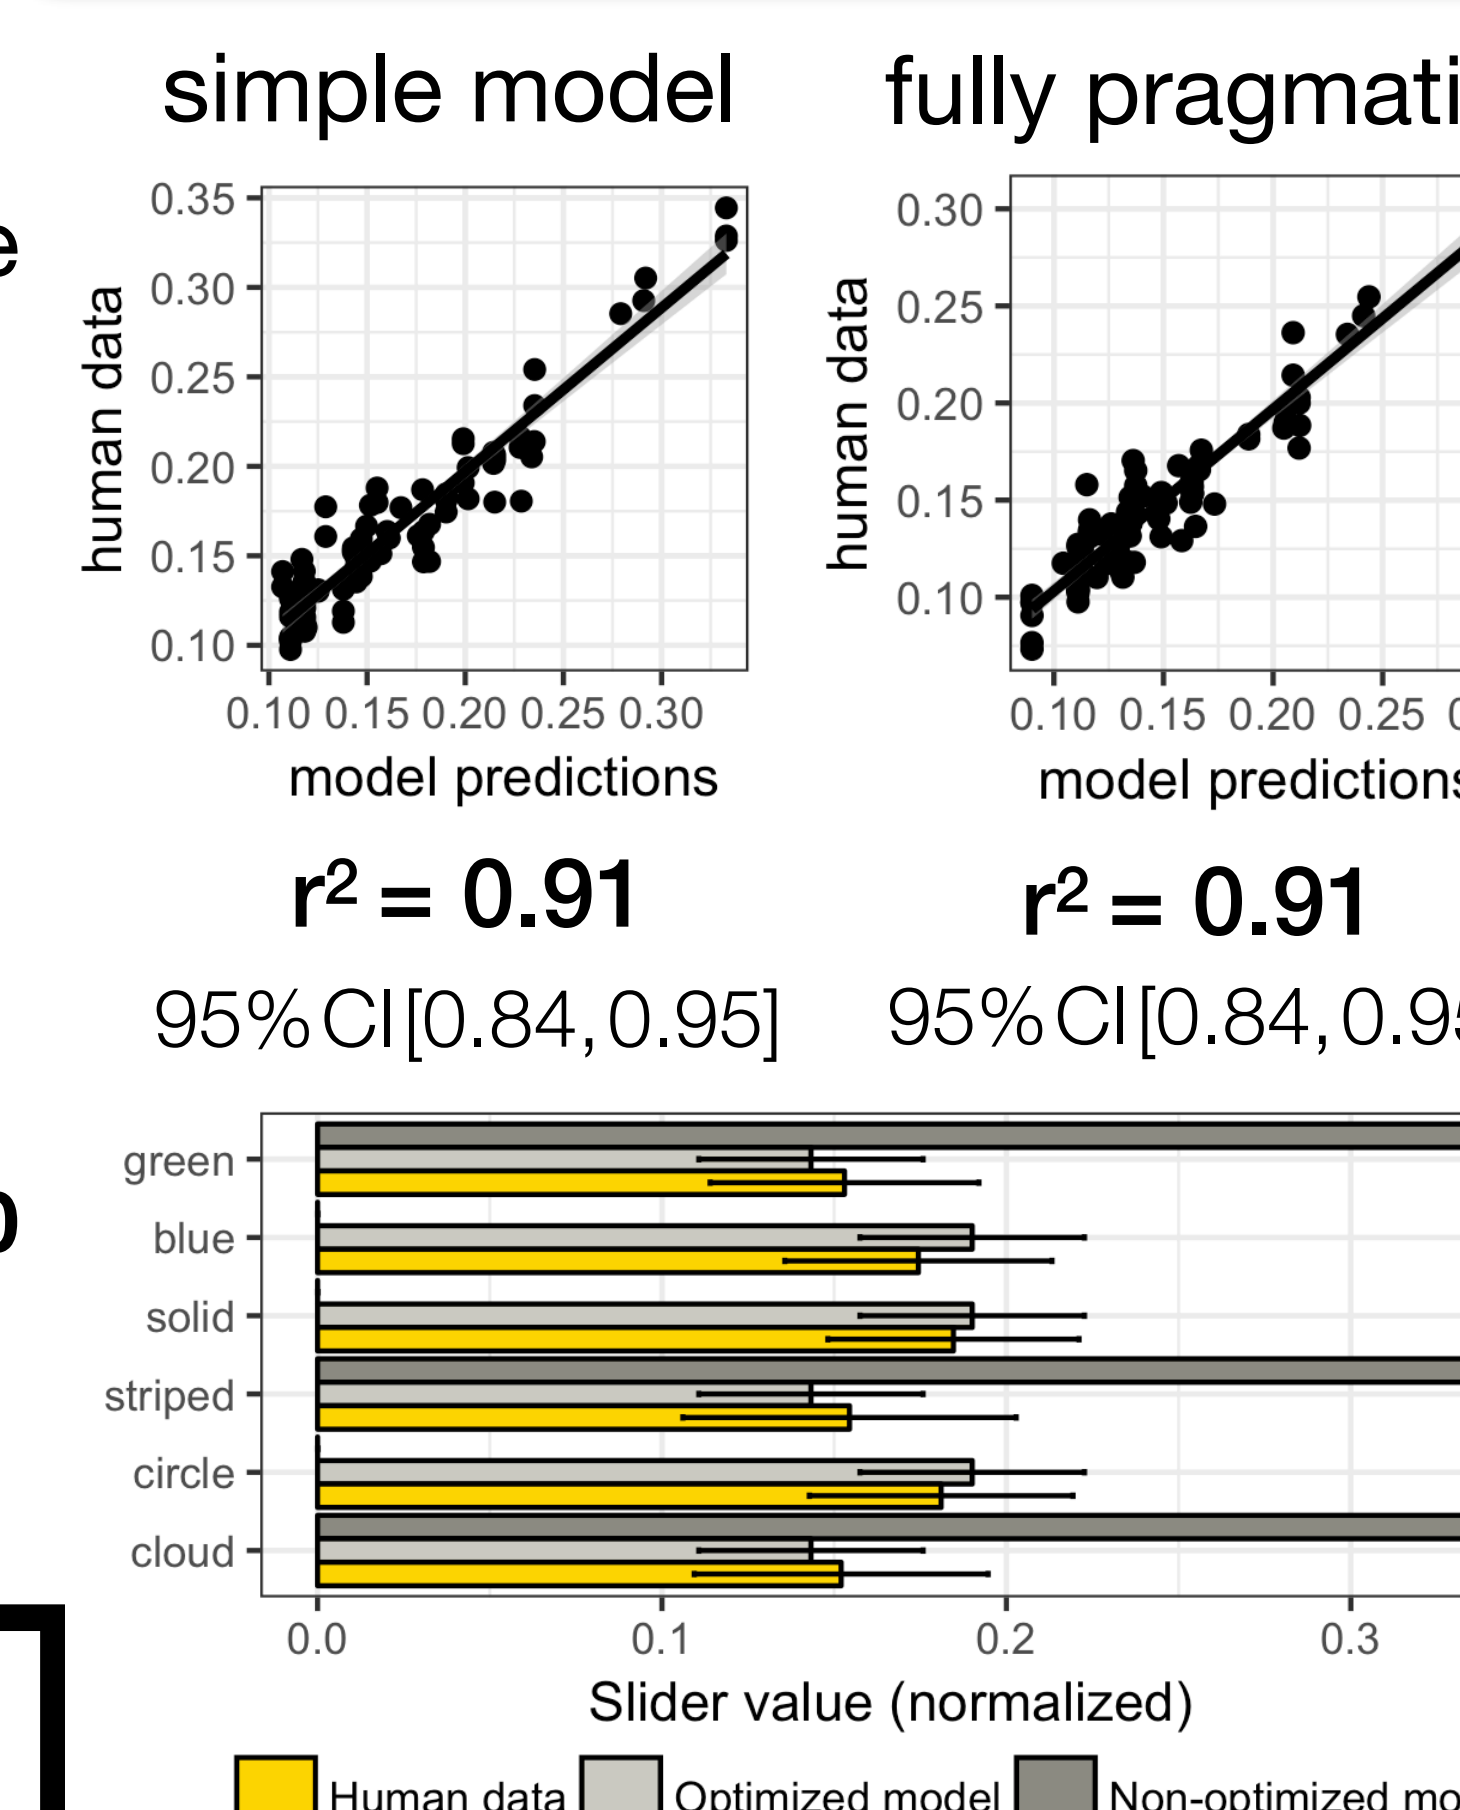 simple model
fully pragmati
e
0.35
0.30
0.25
0.20
0.15
0.10
human data
0.10 0.15 0.20 0.25 0.30
model predictions
0.30
0.25
0.20
0.15
0.10
human data
0.10 0.15 0.20 0.25 0
model predictions
r² = 0.91
r² = 0.91
95% CI [0.84, 0.95]
95% CI [0.84, 0.95
green
blue
solid
striped
circle
cloud
0.0 0.1 0.2 0.3
Slider value (normalized)
Human data Optimized model Non-optimized mo